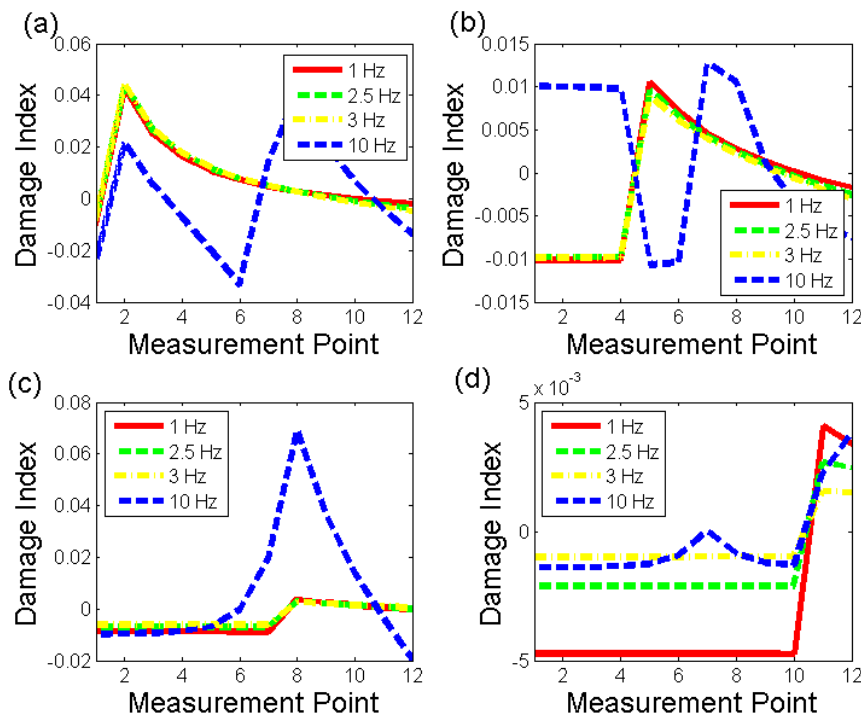 (a)
0.06
0.04
0.02
0
-0.02
-0.04
Damage Index
1 Hz
2.5 Hz
3 Hz
10 Hz
2 4 6 8 10 12
Measurement Point
(b)
0.015
0.01
0.005
0
-0.005
-0.01
-0.015
Damage Index
1 Hz
2.5 Hz
3 Hz
10 Hz
2 4 6 8 10 12
Measurement Point
(c)
0.08
0.06
0.04
0.02
0
-0.02
Damage Index
1 Hz
2.5 Hz
3 Hz
10 Hz
2 4 6 8 10 12
Measurement Point
(d)
x 10⁻³
5
0
-5
Damage Index
1 Hz
2.5 Hz
3 Hz
10 Hz
2 4 6 8 10 12
Measurement Point